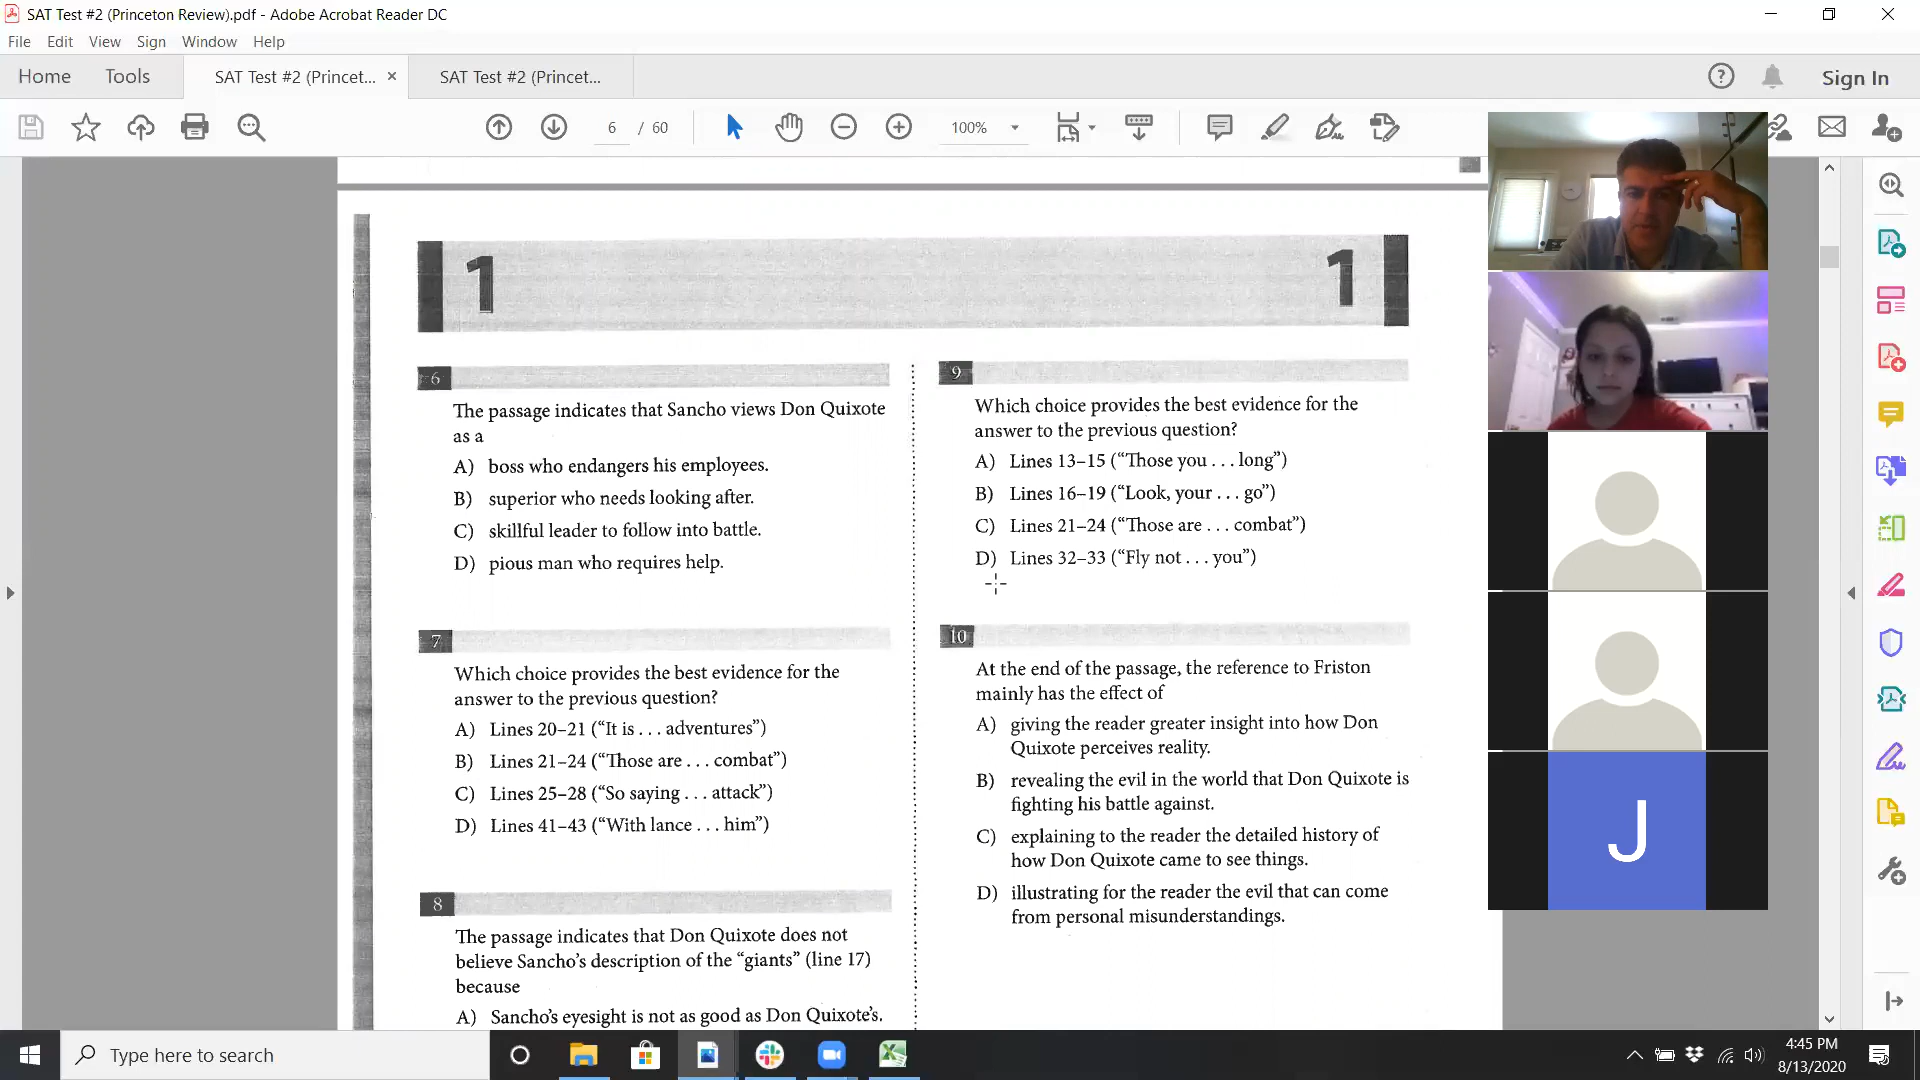 SAT Test #2 (Princeton Review).pdf - Adobe Acrobat Reader DC
File Edit View Sign Window Help
Home Tools SAT Test #2 (Princet... × SAT Test #2 (Princet... Sign In
6 / 60 100%
1 1
6
The passage indicates that Sancho views Don Quixote
as a
A) boss who endangers his employees.
B) superior who needs looking after.
C) skillful leader to follow into battle.
D) pious man who requires help.
7
Which choice provides the best evidence for the
answer to the previous question?
A) Lines 20–21 (“It is . . . adventures”)
B) Lines 21–24 (“Those are . . . combat”)
C) Lines 25–28 (“So saying . . . attack”)
D) Lines 41–43 (“With lance . . . him”)
8
The passage indicates that Don Quixote does not
believe Sancho’s description of the “giants” (line 17)
because
A) Sancho’s eyesight is not as good as Don Quixote’s.
9
Which choice provides the best evidence for the
answer to the previous question?
A) Lines 13–15 (“Those you . . . long”)
B) Lines 16–19 (“Look, your . . . go”)
C) Lines 21–24 (“Those are . . . combat”)
D) Lines 32–33 (“Fly not . . . you”)
10
At the end of the passage, the reference to Friston
mainly has the effect of
A) giving the reader greater insight into how Don
Quixote perceives reality.
B) revealing the evil in the world that Don Quixote is
fighting his battle against.
C) explaining to the reader the detailed history of
how Don Quixote came to see things.
D) illustrating for the reader the evil that can come
from personal misunderstandings.
J
Type here to search
4:45 PM
8/13/2020